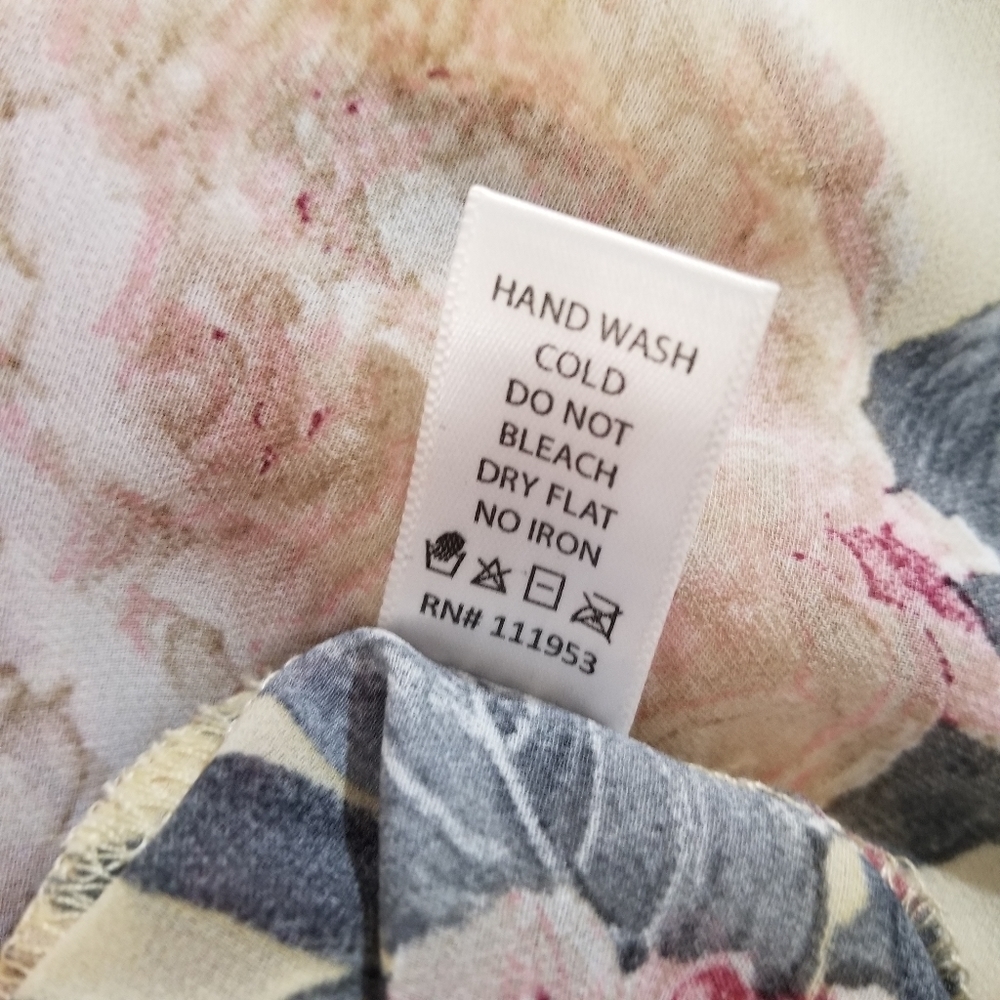 HAND WASH
COLD
DO NOT
BLEACH
DRY FLAT
NO IRON
RN# 111953